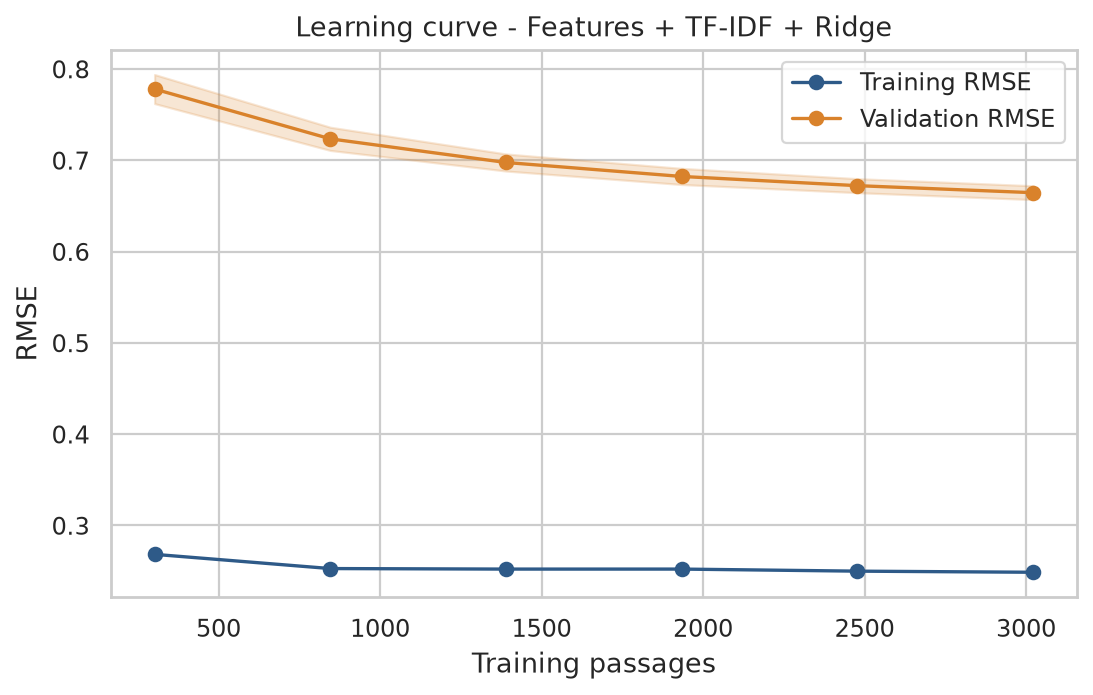 Learning curve - Features + TF-IDF + Ridge
Training RMSE
Validation RMSE
RMSE
0.8
0.7
0.6
0.5
0.4
0.3
500 1000 1500 2000 2500 3000
Training passages